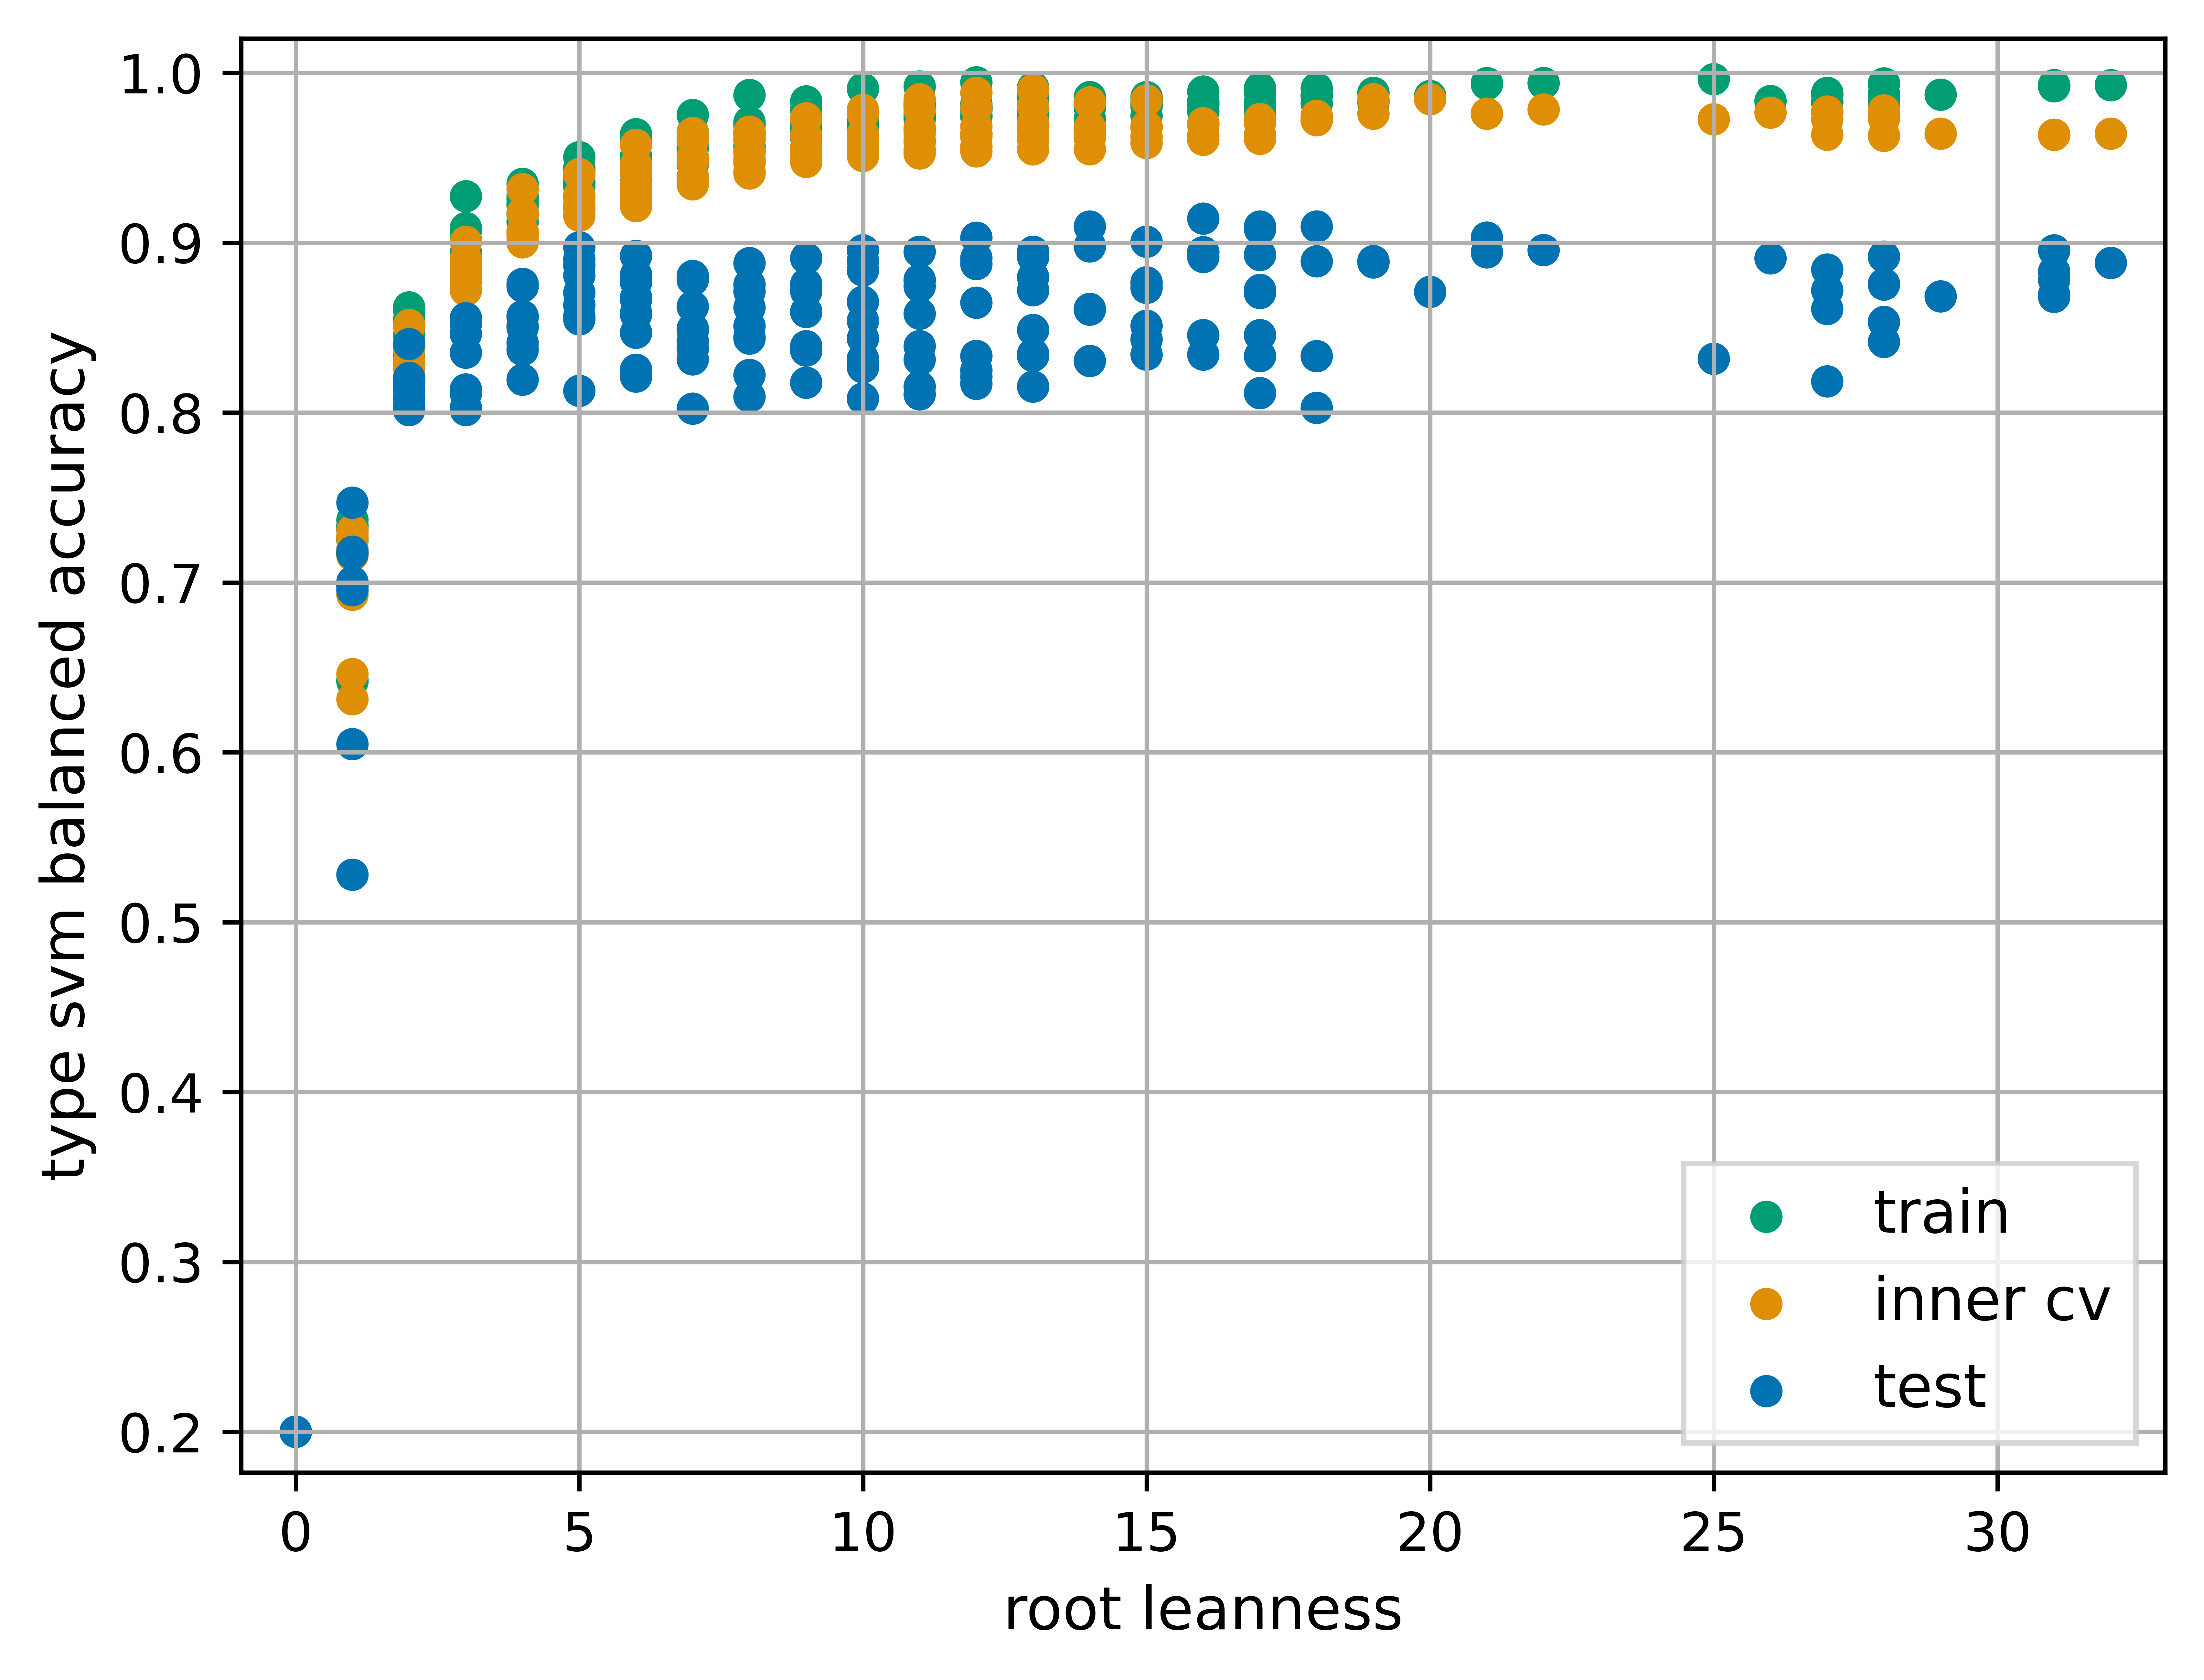 1.0
0.9
0.8
0.7
0.6
0.5
0.4
0.3
0.2
type svm balanced accuracy
train
inner cv
test
0 5 10 15 20 25 30
root leanness